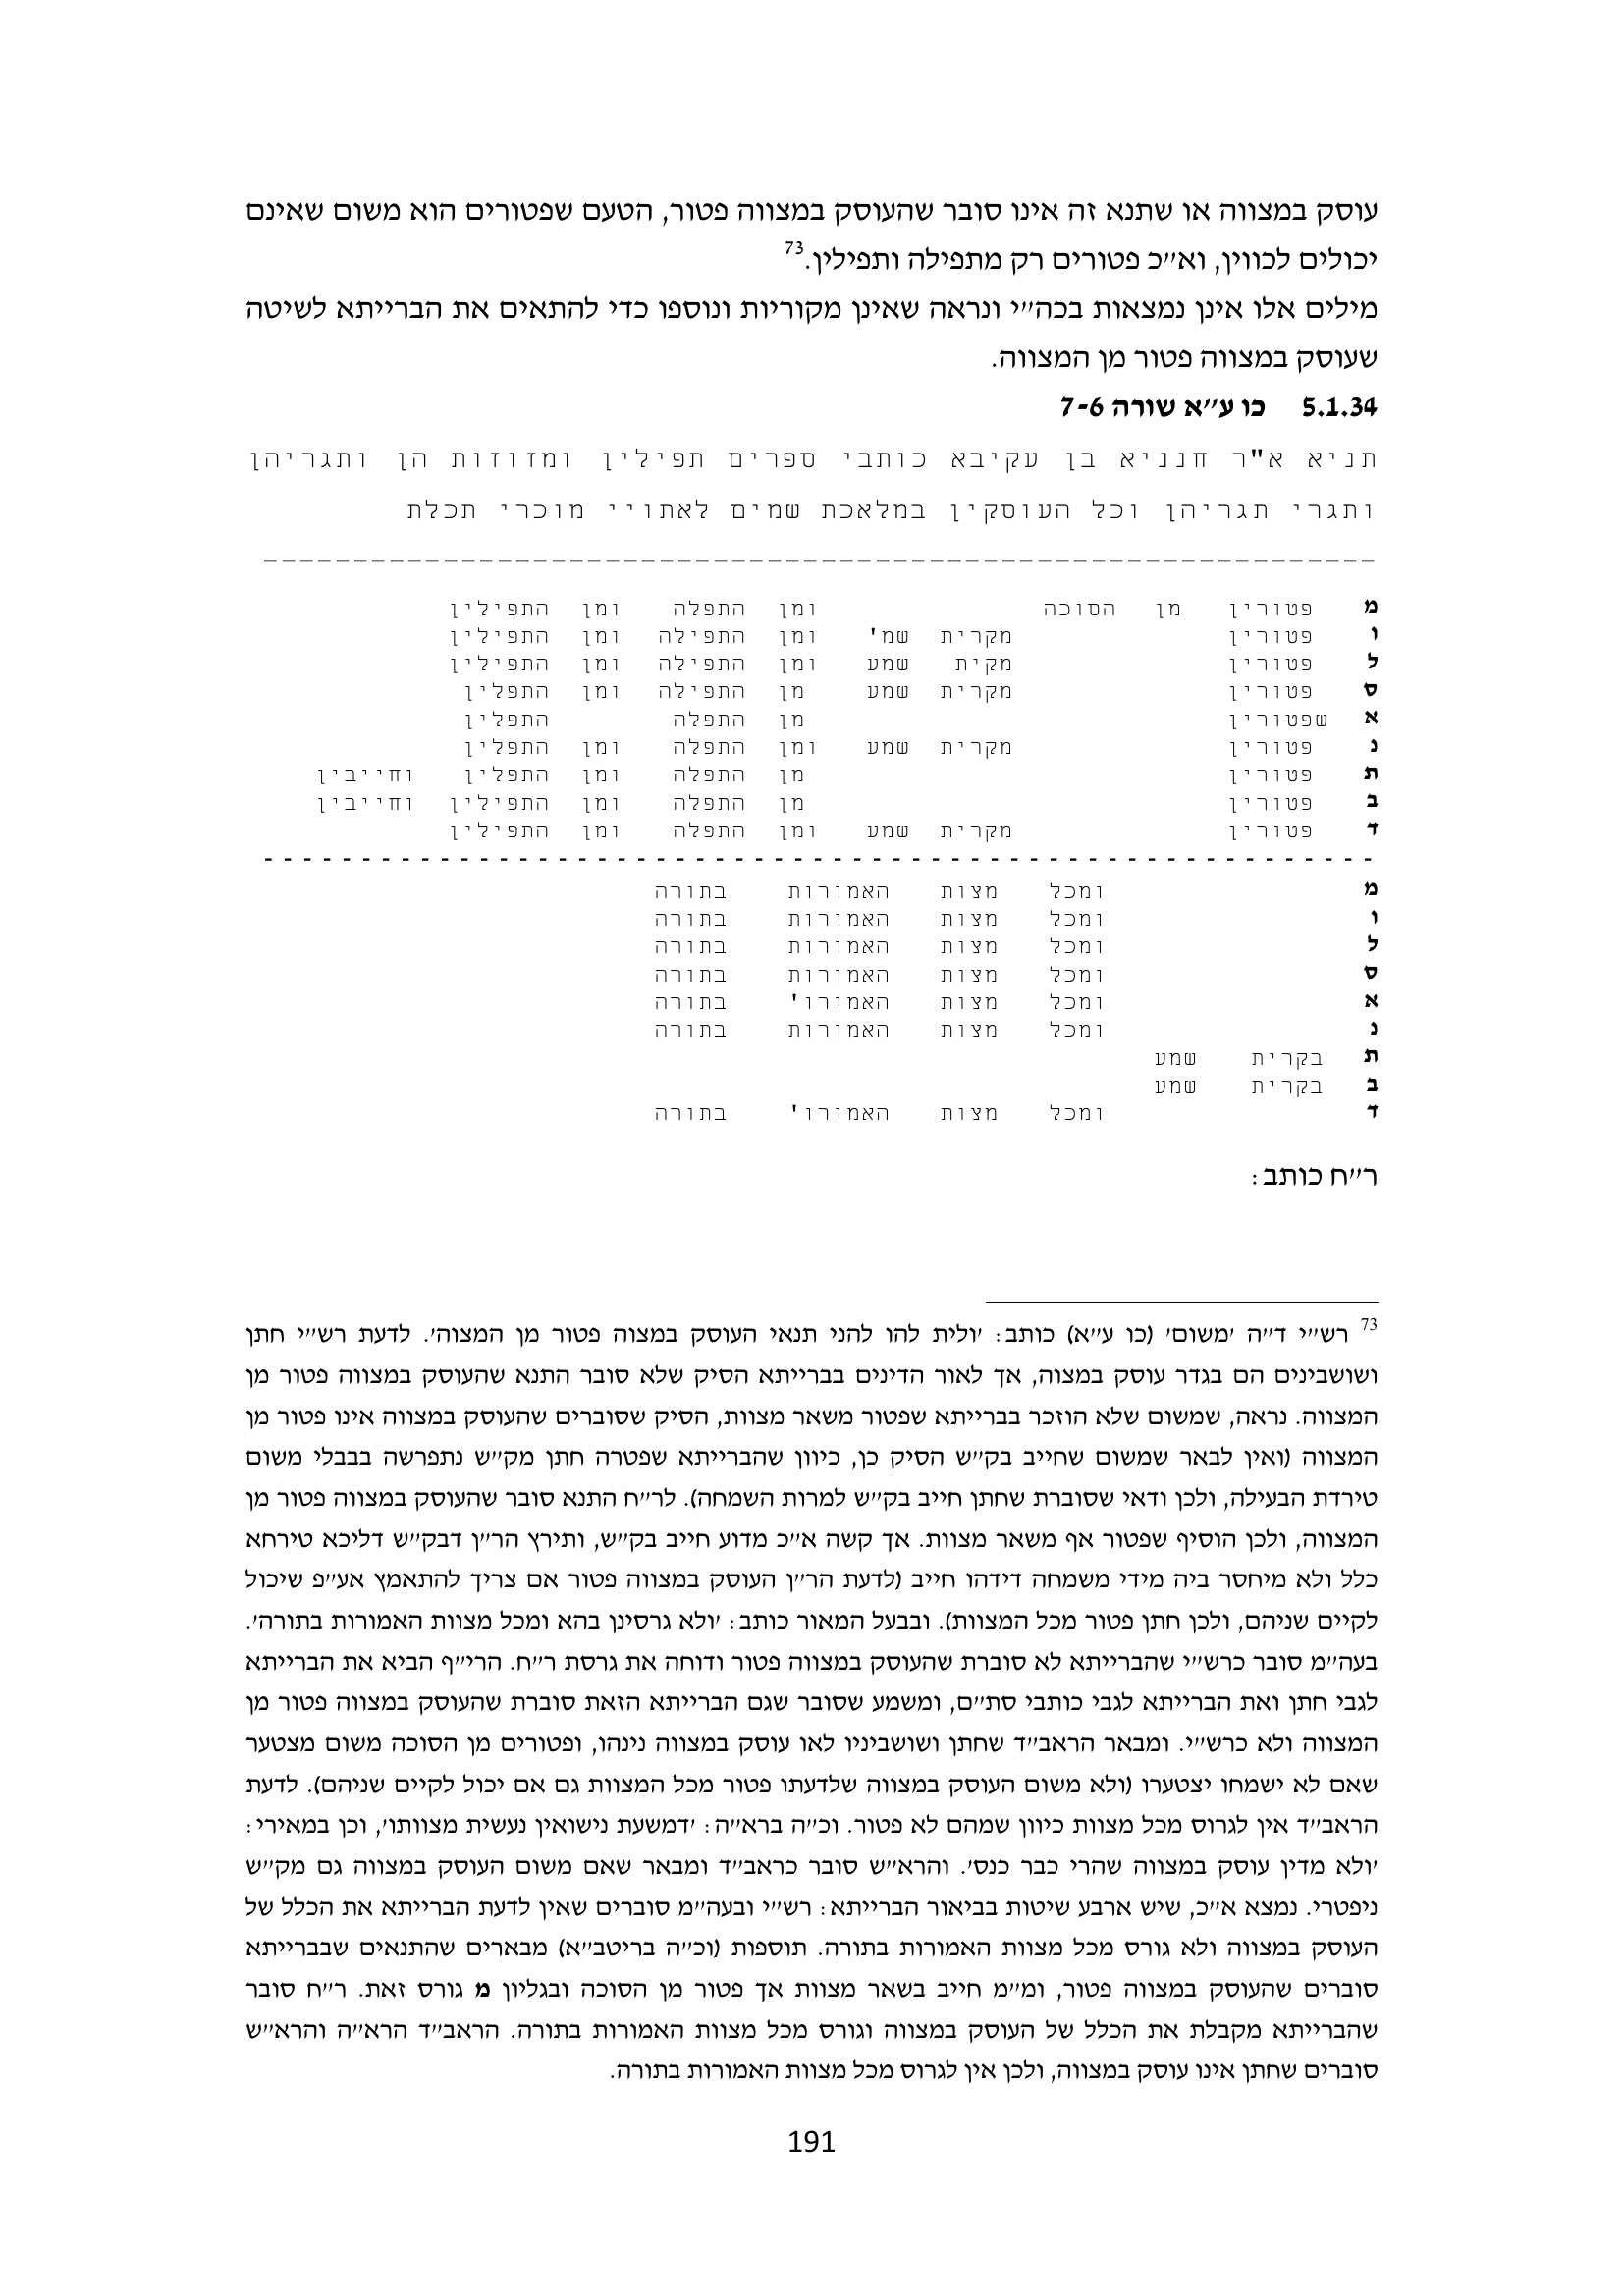 עוסק במצווה או שתנא זה אינו סובר שהעוסק במצווה פטור, הטעם שפטורים הוא משום שאינם
יכולים לכווין, וא״כ פטורים רק מתפילה ותפילין.73
מילים אלו אינן נמצאות בכה״י ונראה שאינן מקוריות ונוספו כדי להתאים את הברייתא לשיטה
שעוסק במצווה פטור מן המצווה.
5.1.34 כו ע״א שורה 7-6
תניא א"ר חנניא בן עקיבא כותבי ספרים תפילין ומזוזות הן ותגריהן
ותגרי תגריהן וכל העוסקין במלאכת שמים לאתויי מוכרי תכלת
מ פטורין מן הסוכה ומן התפלה ומן התפילין
ו פטורין מקרית שמ' ומן התפילה ומן התפילין
ל פטורין מקית שמע ומן התפילה ומן התפילין
ס פטורין מקרית שמע מן התפילה ומן התפלין
א שפטורין מן התפלה התפלין
נ פטורין מקרית שמע ומן התפלה ומן התפלין
ת פטורין מן התפלה ומן התפלין וחייבין
ב פטורין מן התפלה ומן התפילין וחייבין
ד פטורין מקרית שמע ומן התפלה ומן התפילין
מ ומכל מצות האמורות בתורה
ו ומכל מצות האמורות בתורה
ל ומכל מצות האמורות בתורה
ס ומכל מצות האמורות בתורה
א ומכל מצות האמורו' בתורה
נ ומכל מצות האמורות בתורה
ת בקרית שמע
ב בקרית שמע
ד ומכל מצות האמורו' בתורה
ר״ח כותב:
73 רש״י ד״ה ׳משום׳ (כו ע״א) כותב: ׳ולית להו להני תנאי העוסק במצוה פטור מן המצוה׳. לדעת רש״י חתן
ושושבינים הם בגדר עוסק במצוה, אך לאור הדינים בברייתא הסיק שלא סובר התנא שהעוסק במצווה פטור מן
המצווה. נראה, שמשום שלא הוזכר בברייתא שפטור משאר מצוות, הסיק שסוברים שהעוסק במצווה אינו פטור מן
המצווה (ואין לבאר שמשום שחייב בק״ש הסיק כן, כיוון שהברייתא שפטרה חתן מק״ש נתפרשה בבבלי משום
טירדת הבעילה, ולכן ודאי שסוברת שחתן חייב בק״ש למרות השמחה). לר״ח התנא סובר שהעוסק במצווה פטור מן
המצווה, ולכן הוסיף שפטור אף משאר מצוות. אך קשה א״כ מדוע חייב בק״ש, ותירץ הר״ן דבק״ש דליכא טירחא
כלל ולא מיחסר ביה מידי משמחה דידהו חייב (לדעת הר״ן העוסק במצווה פטור אם צריך להתאמץ אע״פ שיכול
לקיים שניהם, ולכן חתן פטור מכל המצוות). ובבעל המאור כותב: ׳ולא גרסינן בהא ומכל מצוות האמורות בתורה׳.
בעה״מ סובר כרש״י שהברייתא לא סוברת שהעוסק במצווה פטור ודוחה את גרסת ר״ח. הרי״ף הביא את הברייתא
לגבי חתן ואת הברייתא לגבי כותבי סת״ם, ומשמע שסובר שגם הברייתא הזאת סוברת שהעוסק במצווה פטור מן
המצווה ולא כרש״י. ומבאר הראב״ד שחתן ושושביניו לאו עוסק במצווה נינהו, ופטורים מן הסוכה משום מצטער
שאם לא ישמחו יצטערו (ולא משום העוסק במצווה שלדעתו פטור מכל המצוות גם אם יכול לקיים שניהם). לדעת
הראב״ד אין לגרוס מכל מצוות כיוון שמהם לא פטור. וכ״ה ברא״ה: ׳דמשעת נישואין נעשית מצוותו׳, וכן במאירי:
׳ולא מדין עוסק במצווה שהרי כבר כנס׳. והרא״ש סובר כראב״ד ומבאר שאם משום העוסק במצווה גם מק״ש
ניפטרי. נמצא א״כ, שיש ארבע שיטות בביאור הברייתא: רש״י ובעה״מ סוברים שאין לדעת הברייתא את הכלל של
העוסק במצווה ולא גורס מכל מצוות האמורות בתורה. תוספות (וכ״ה בריטב״א) מבארים שהתנאים שבברייתא
סוברים שהעוסק במצווה פטור, ומ״מ חייב בשאר מצוות אך פטור מן הסוכה ובגליון מ גורס זאת. ר״ח סובר
שהברייתא מקבלת את הכלל של העוסק במצווה וגורס מכל מצוות האמורות בתורה. הראב״ד הרא״ה והרא״ש
סוברים שחתן אינו עוסק במצווה, ולכן אין לגרוס מכל מצוות האמורות בתורה.
191